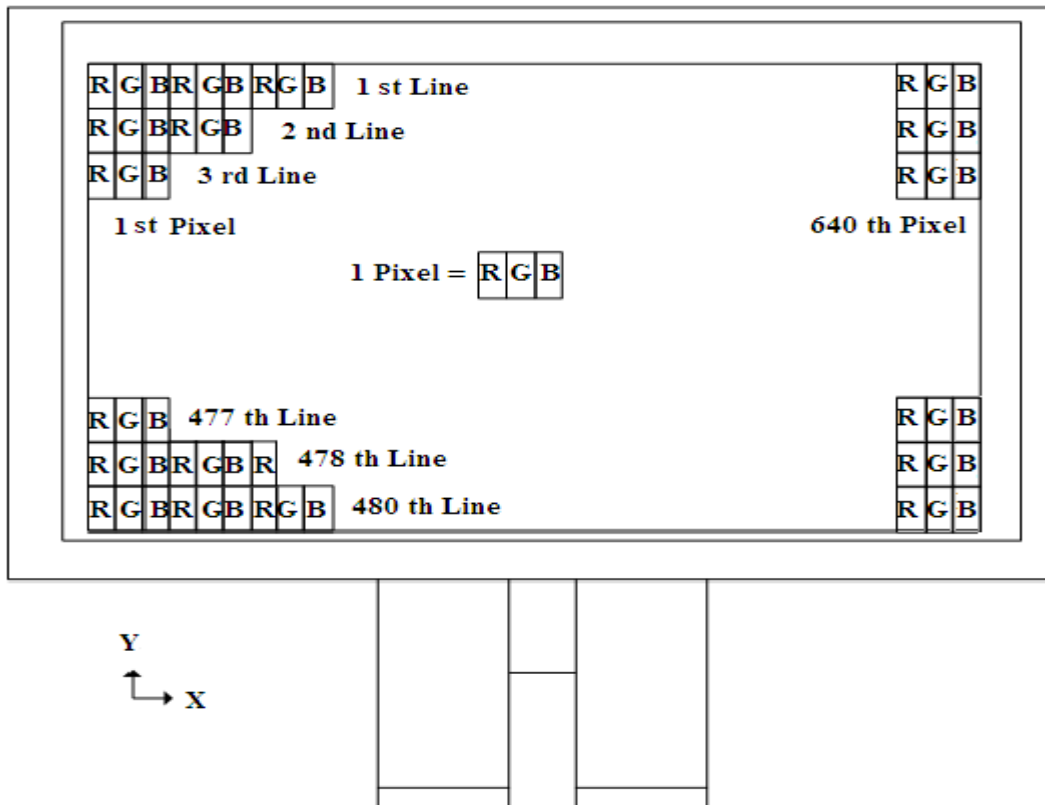 R G B R G B R G B 1 st Line R G B
R G B R G B 2 nd Line R G B
R G B 3 rd Line R G B
1 st Pixel 640 th Pixel
1 Pixel = R G B
R G B 477 th Line R G B
R G B R G B R 478 th Line R G B
R G B R G B R G B 480 th Line R G B
Y
X